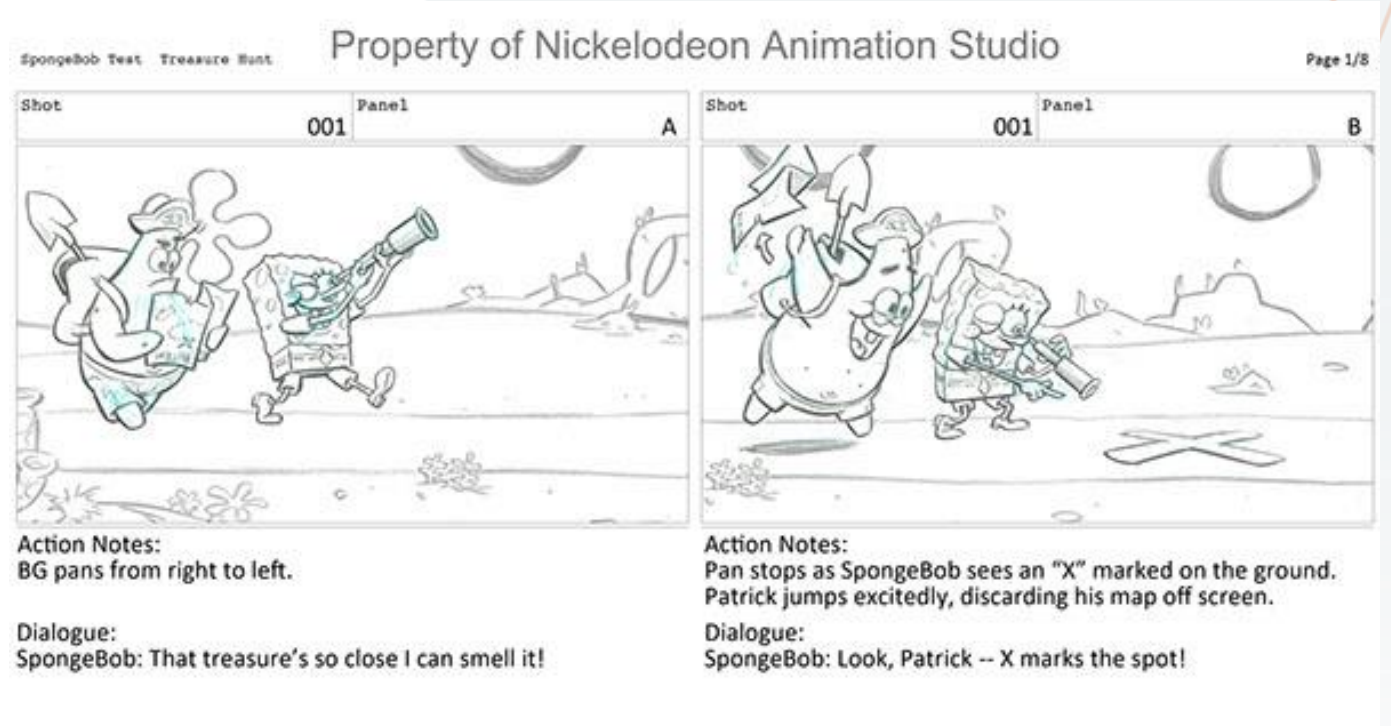 Property of Nickelodeon Animation Studio
SpongeBob Test Treasure Hunt
Page 1/8
Shot
001
Panel
A
Shot
001
Panel
B
Action Notes:
BG pans from right to left.
Dialogue:
SpongeBob: That treasure's so close I can smell it!
Action Notes:
Pan stops as SpongeBob sees an “X” marked on the ground.
Patrick jumps excitedly, discarding his map off screen.
Dialogue:
SpongeBob: Look, Patrick -- X marks the spot!